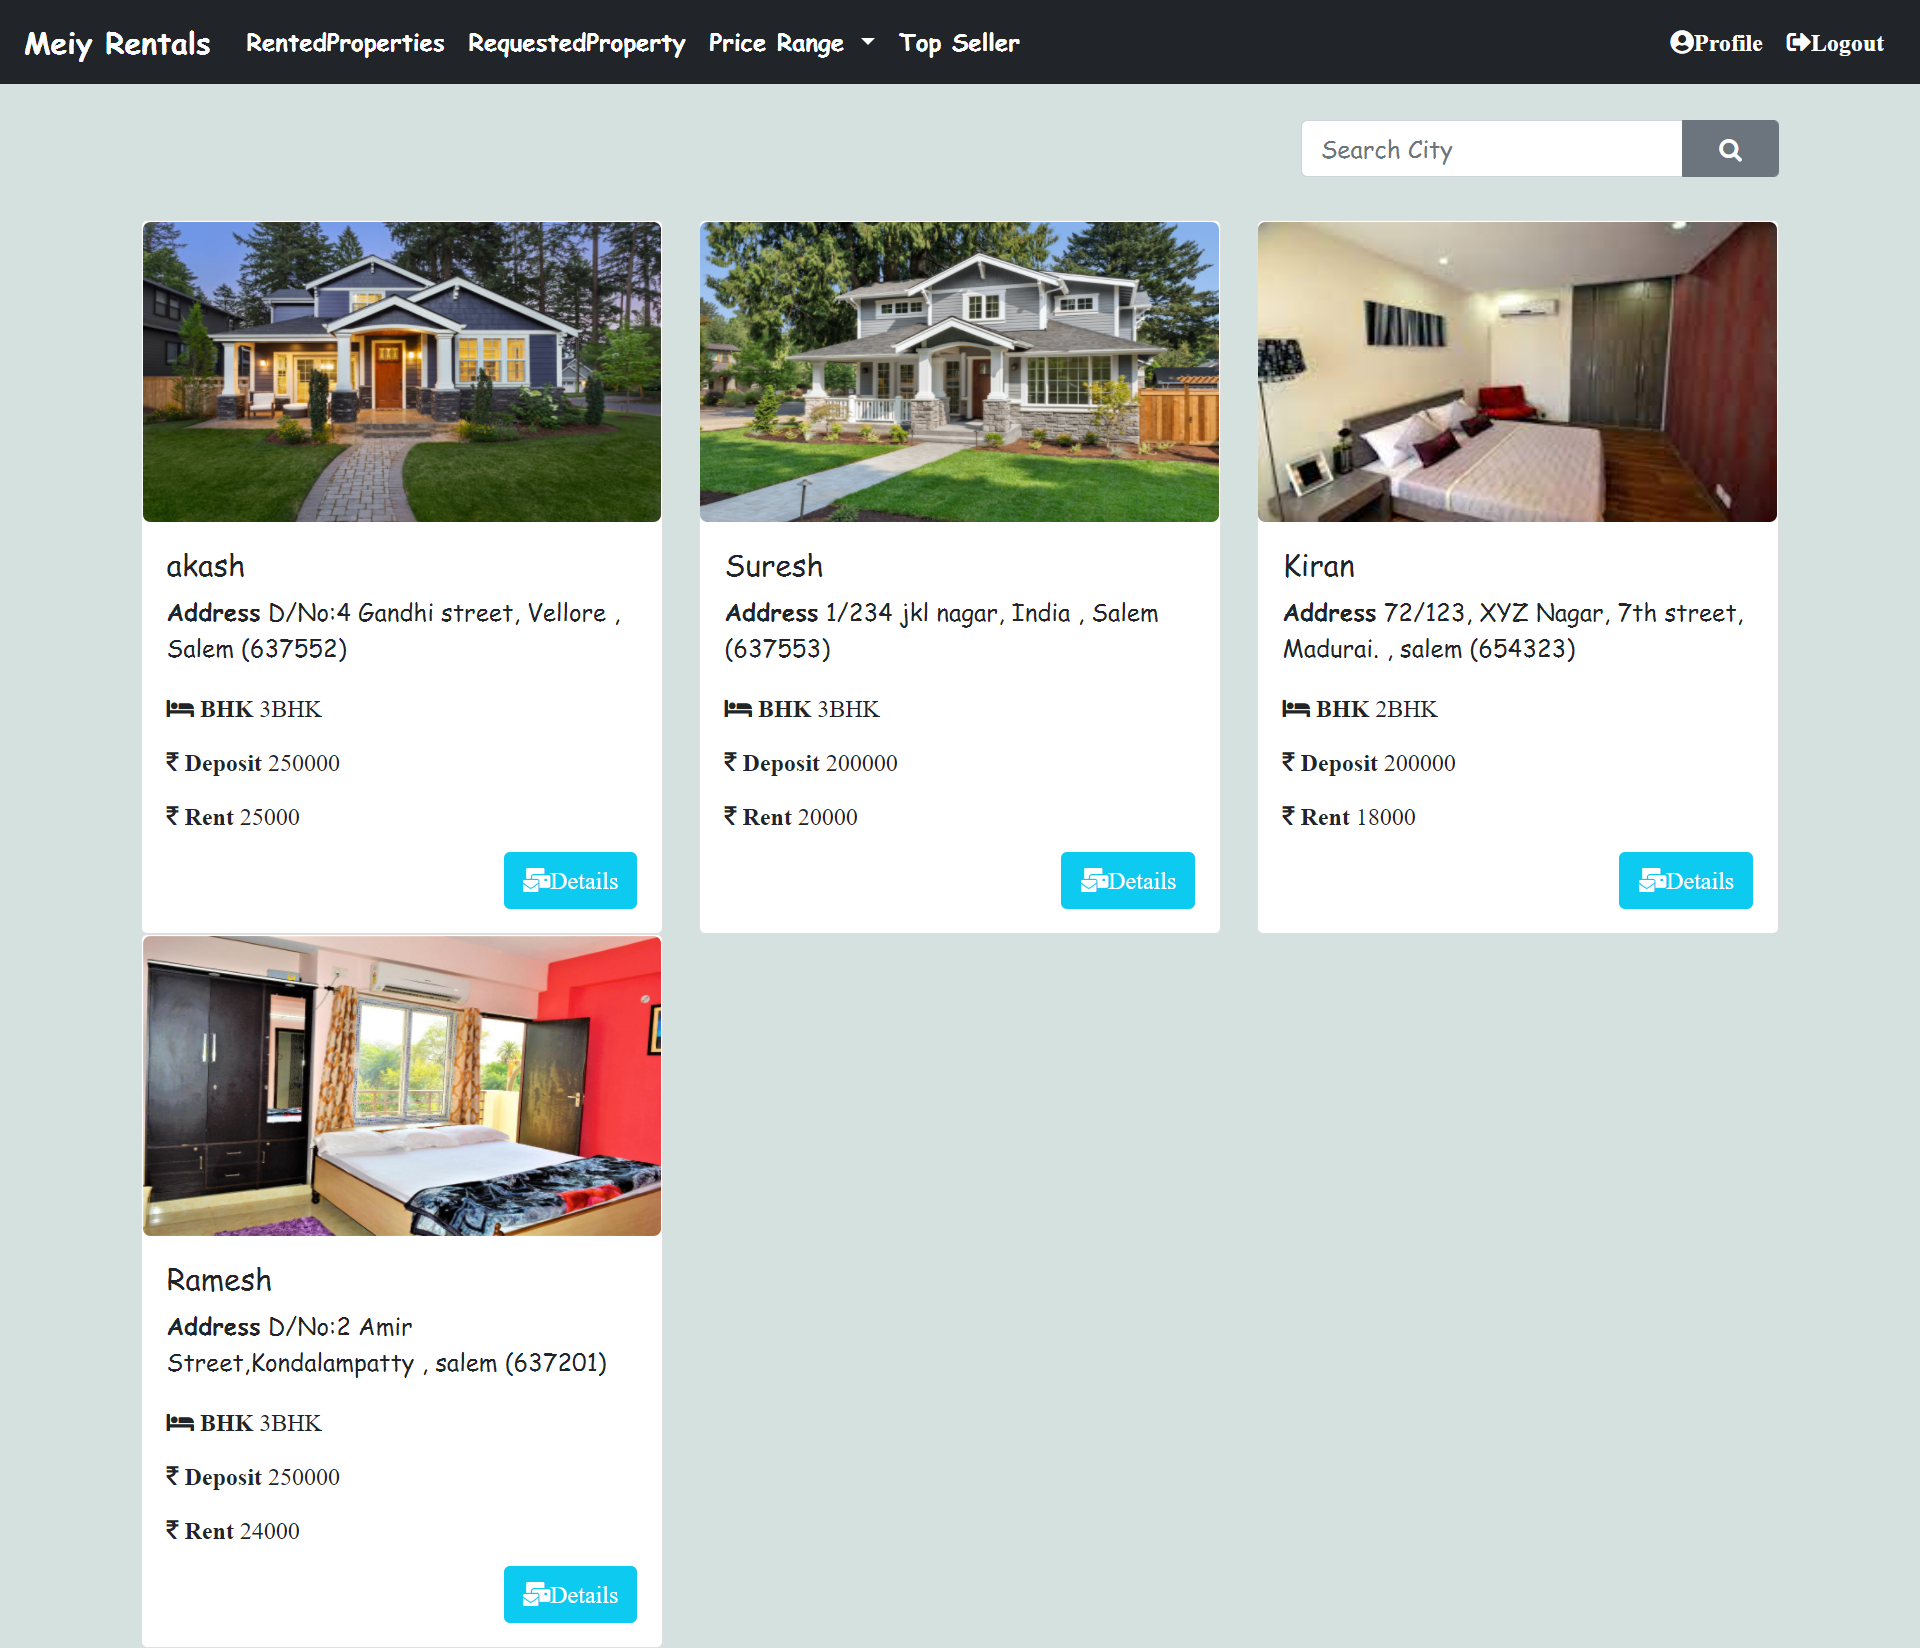 Meiy Rentals RentedProperties RequestedProperty Price Range Top Seller Profile Logout
Search City
akash
Address D/No:4 Gandhi street, Vellore ,
Salem (637552)
BHK 3BHK
₹ Deposit 250000
₹ Rent 25000
Details
Suresh
Address 1/234 jkl nagar, India , Salem
(637553)
BHK 3BHK
₹ Deposit 200000
₹ Rent 20000
Details
Kiran
Address 72/123, XYZ Nagar, 7th street,
Madurai. , salem (654323)
BHK 2BHK
₹ Deposit 200000
₹ Rent 18000
Details
Ramesh
Address D/No:2 Amir
Street,Kondalampatty , salem (637201)
BHK 3BHK
₹ Deposit 250000
₹ Rent 24000
Details